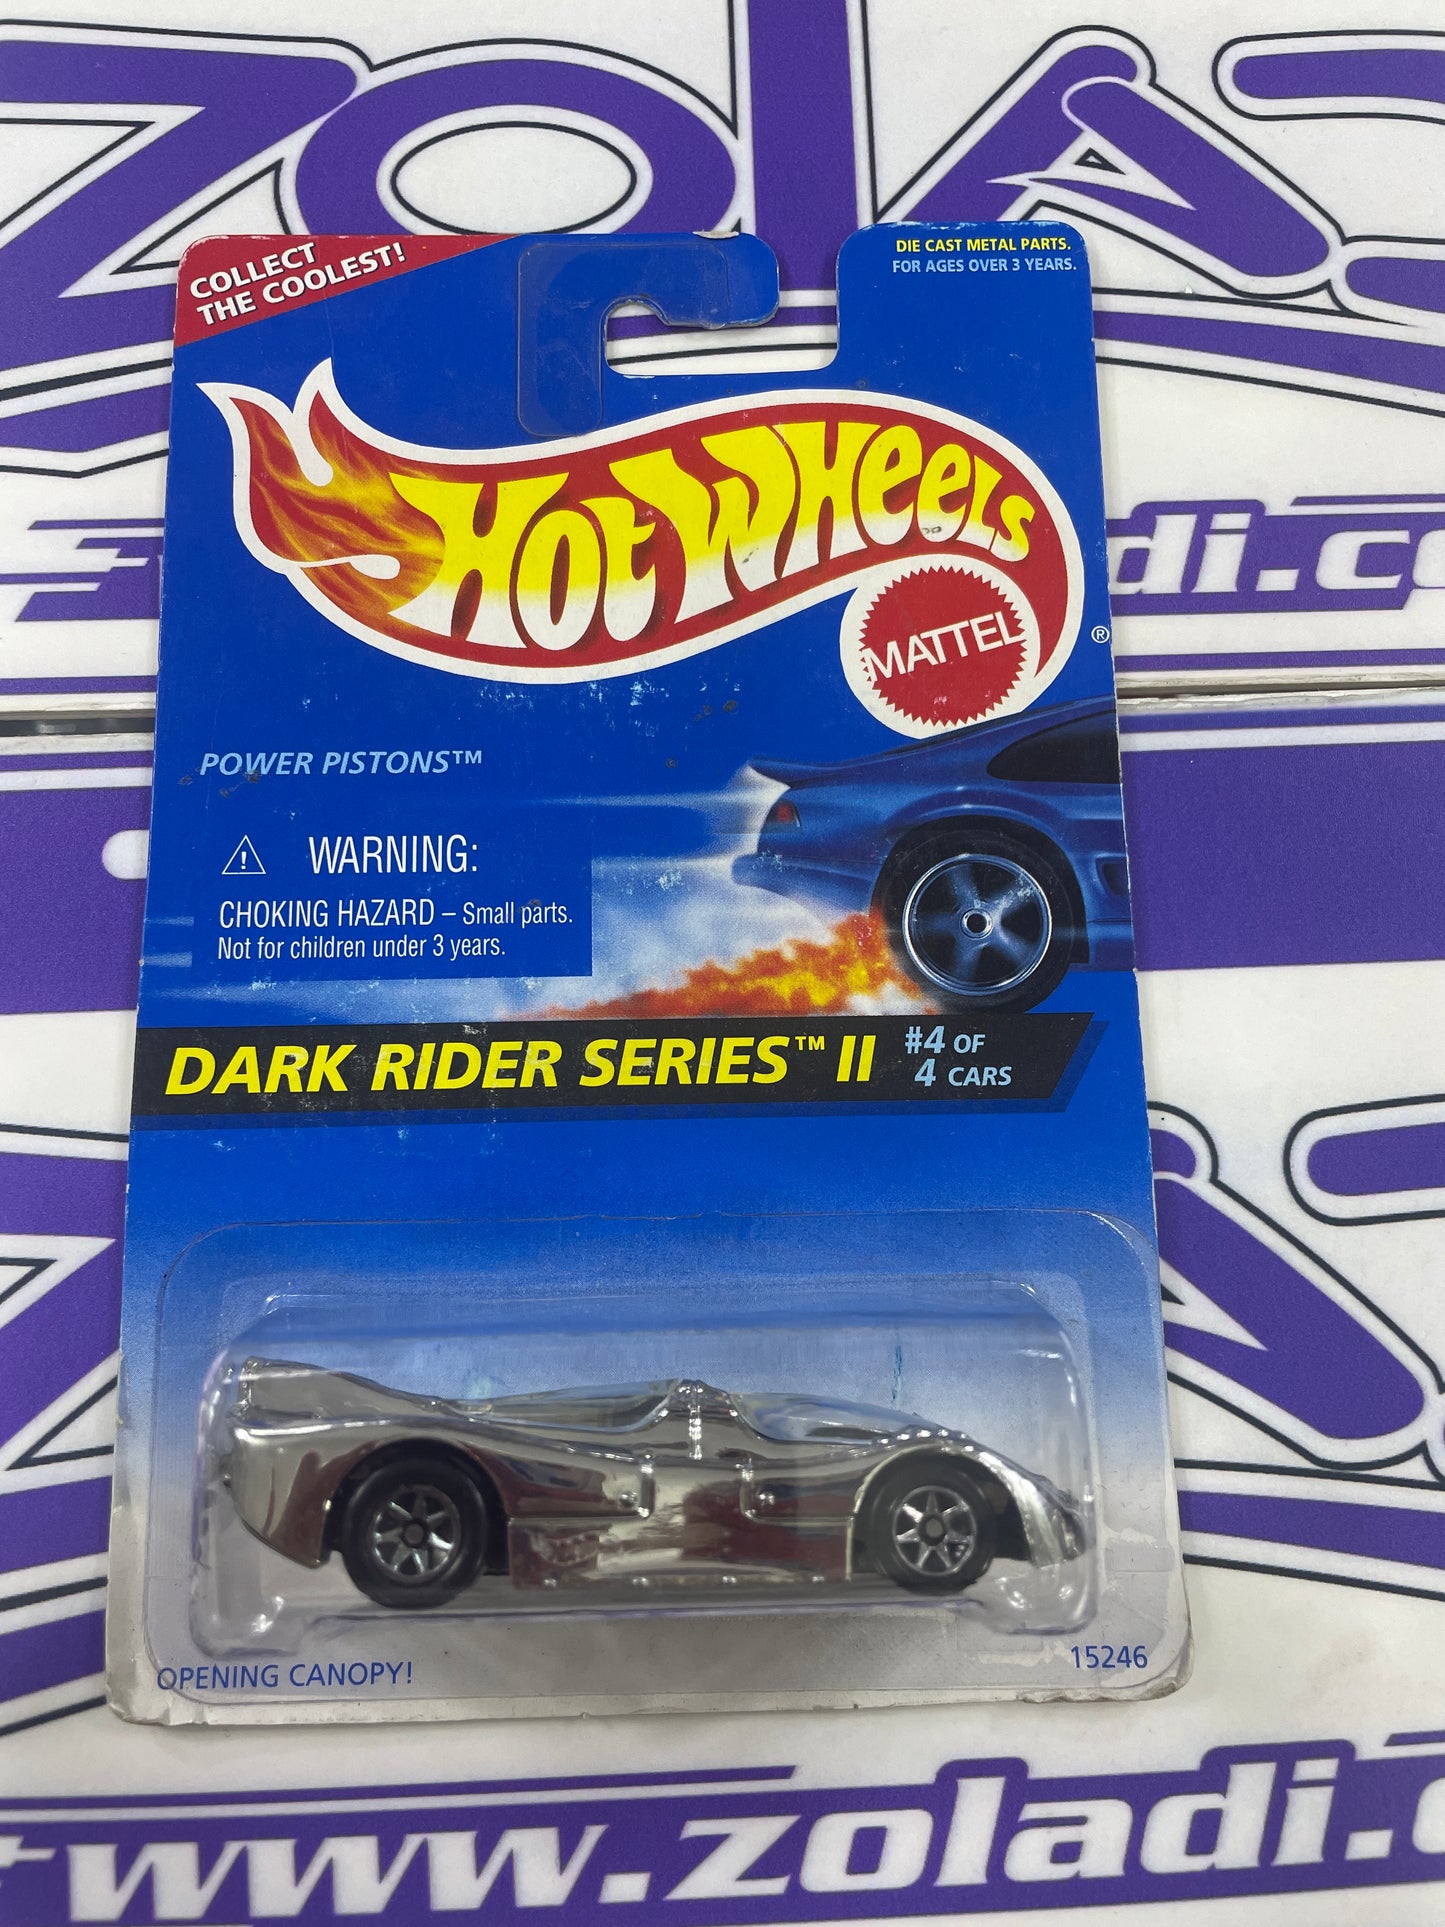 COLLECT
THE COOLEST!
DIE CAST METAL PARTS.
FOR AGES OVER 3 YEARS.
HOT WHEELS
MATTEL
®
POWER PISTONS™
WARNING:
CHOKING HAZARD – Small parts.
Not for children under 3 years.
DARK RIDER SERIES™ II
#4 OF
4 CARS
OPENING CANOPY!
15246
www.zoladi.c